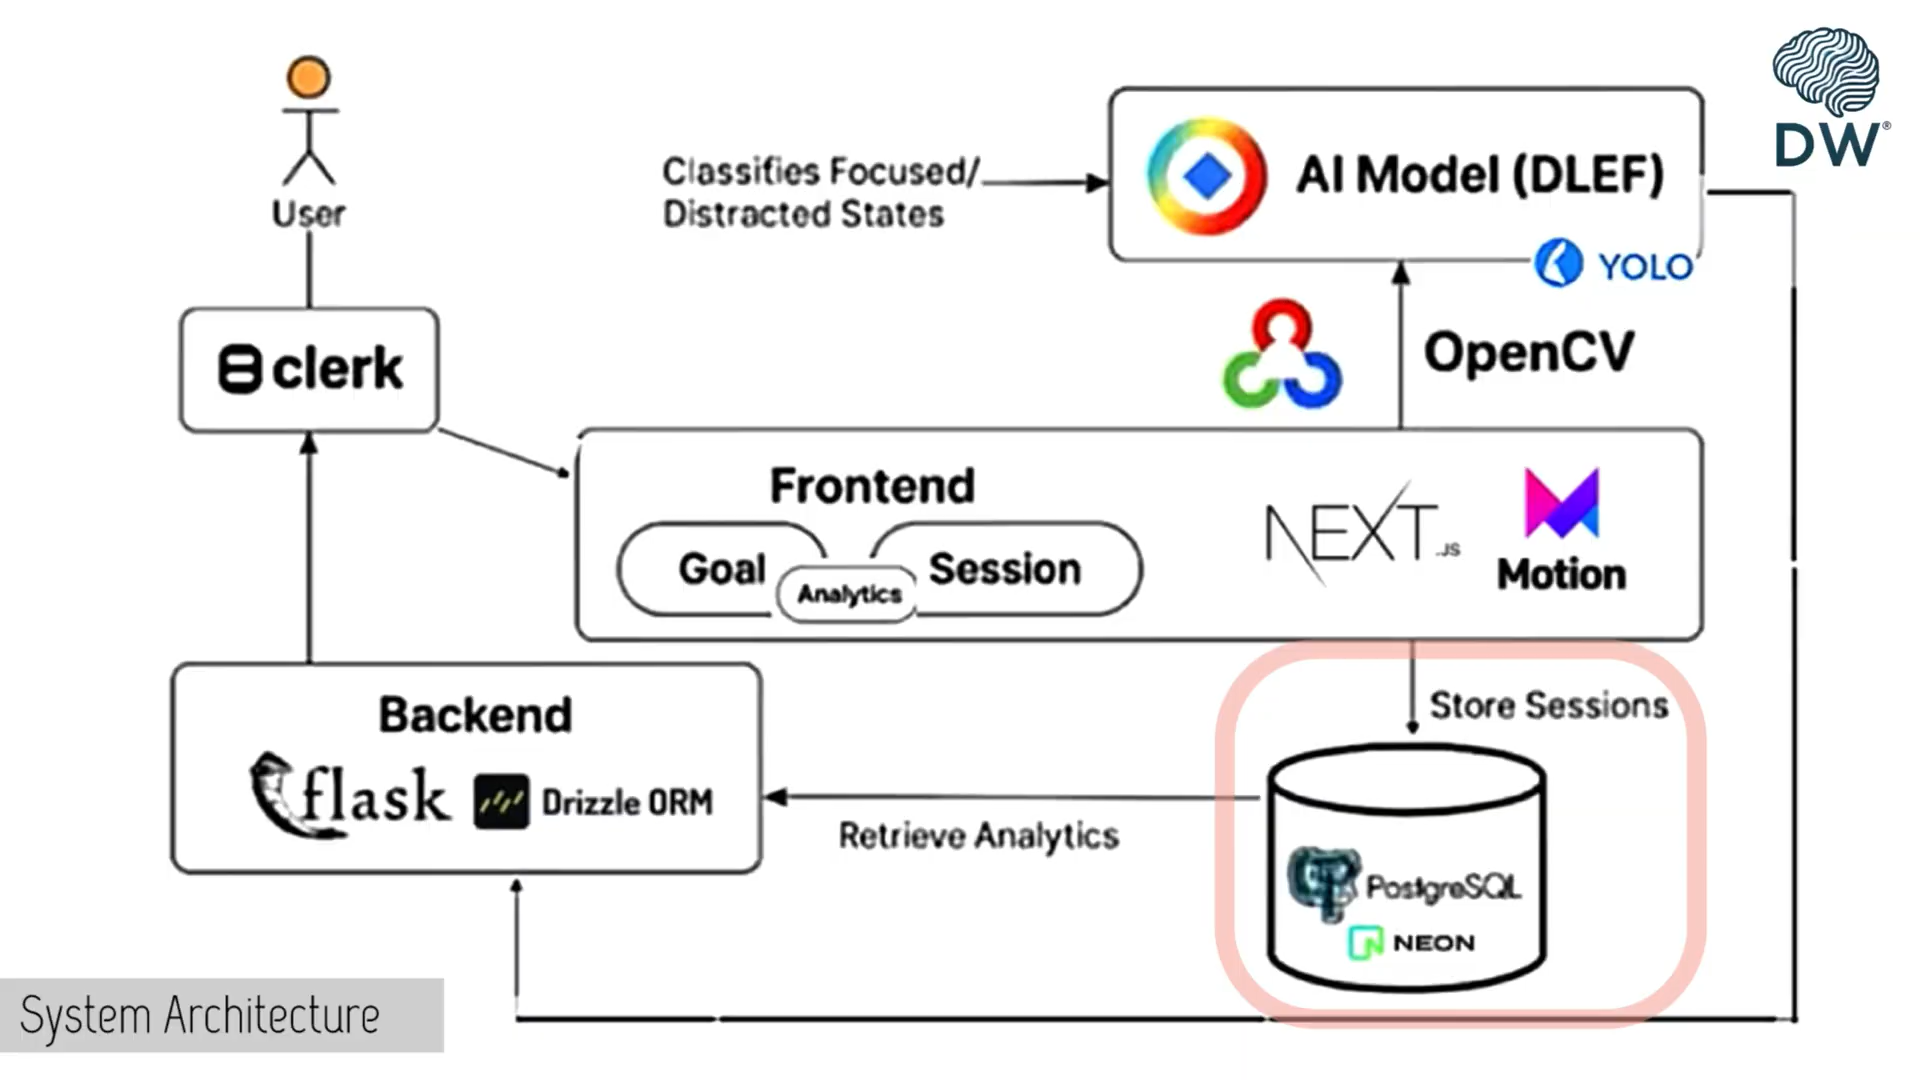 DW®
User
Classifies Focused/
Distracted States
AI Model (DLEF)
YOLO
clerk
OpenCV
Frontend
Goal
Analytics
Session
NEXT.JS
Motion
Backend
flask
Drizzle ORM
Store Sessions
Retrieve Analytics
PostgreSQL
NEON
System Architecture